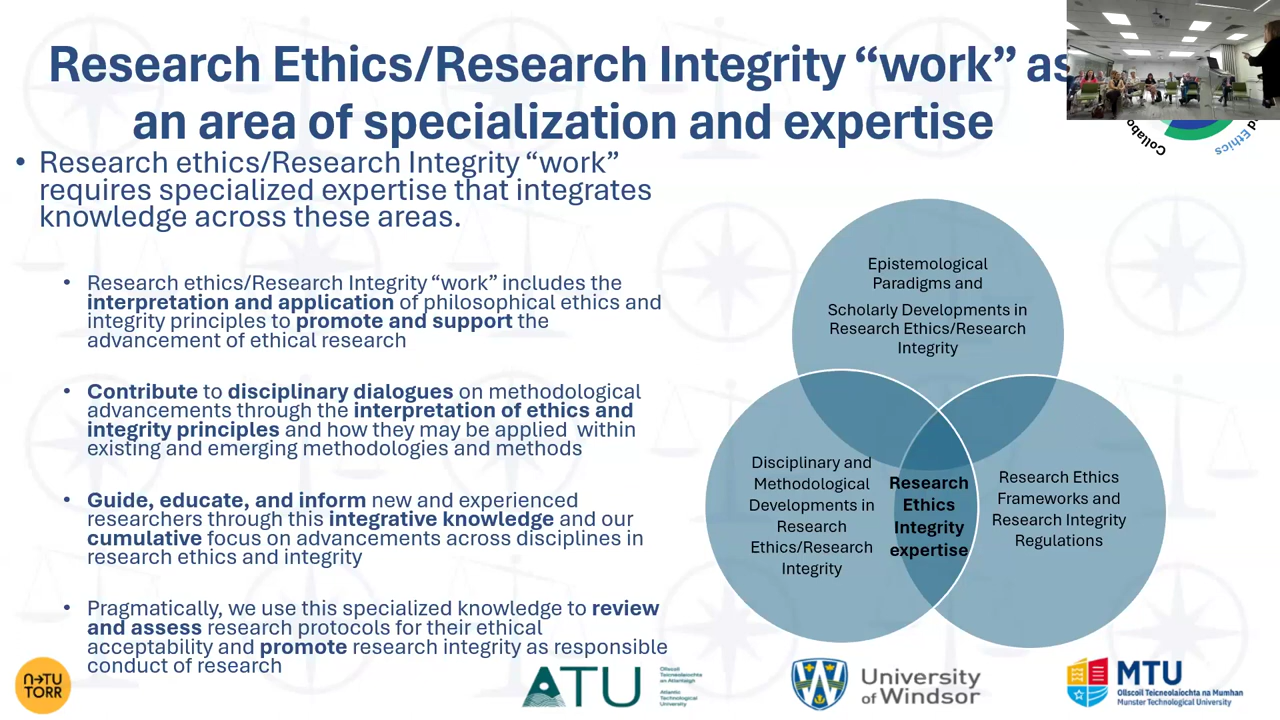 Research Ethics/Research Integrity “work” as
an area of specialization and expertise
• Research ethics/Research Integrity “work”
requires specialized expertise that integrates
knowledge across these areas.
• Research ethics/Research Integrity “work” includes the
interpretation and application of philosophical ethics and
integrity principles to promote and support the
advancement of ethical research
• Contribute to disciplinary dialogues on methodological
advancements through the interpretation of ethics and
integrity principles and how they may be applied within
existing and emerging methodologies and methods
• Guide, educate, and inform new and experienced
researchers through this integrative knowledge and our
cumulative focus on advancements across disciplines in
research ethics and integrity
• Pragmatically, we use this specialized knowledge to review
and assess research protocols for their ethical
acceptability and promote research integrity as responsible
conduct of research
Epistemological
Paradigms and
Scholarly Developments in
Research Ethics/Research
Integrity
Disciplinary and
Methodological
Developments in
Research
Ethics/Research
Integrity
Research
Ethics
Integrity
expertise
Research Ethics
Frameworks and
Research Integrity
Regulations
Ethics
N→TU
TORR
ATU
Ollscoil
Teicneolaíochta
an Atlantaigh
Atlantic
Technological
University
University
of Windsor
MTU
Ollscoil Teicneolaíochta na Mumhan
Munster Technological University